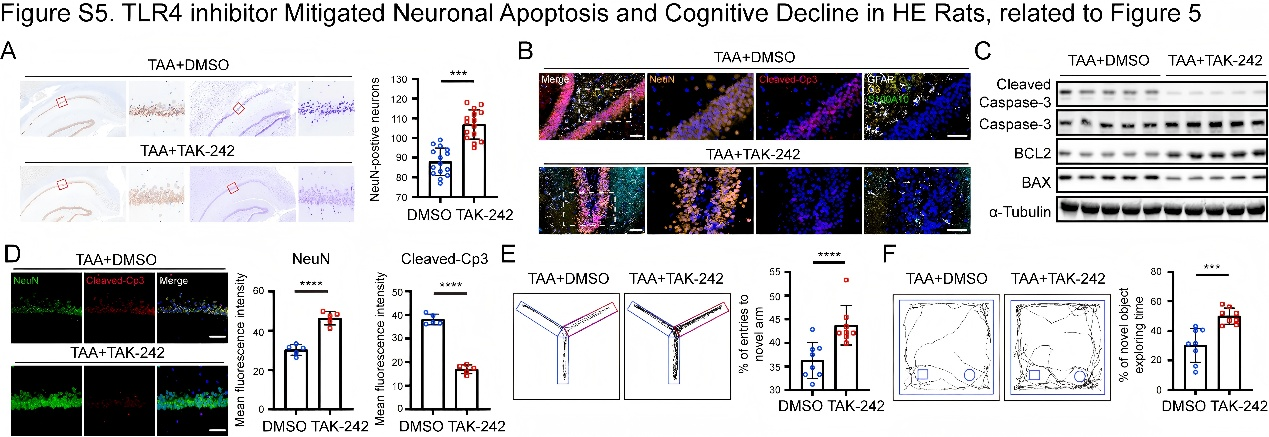 Figure S5. TLR4 inhibitor Mitigated Neuronal Apoptosis and Cognitive Decline in HE Rats, related to Figure 5
A
TAA+DMSO
TAA+TAK-242
NeuN-postive neurons
130
120
110
100
90
80
70
***
DMSO TAK-242
B
TAA+DMSO
Merge
NeuN
Cleaved-Cp3
GFAP
C3
S100A10
TAA+TAK-242
C
TAA+DMSO TAA+TAK-242
Cleaved
Caspase-3
Caspase-3
BCL2
BAX
α-Tubulin
D
TAA+DMSO
NeuN
Cleaved-Cp3
Merge
TAA+TAK-242
NeuN
Mean fluorescence intensity
60
40
20
0
****
DMSO TAK-242
Cleaved-Cp3
Mean fluorescence intensity
50
40
30
20
10
0
****
DMSO TAK-242
E
TAA+DMSO TAA+TAK-242
% of entries to
novel arm
55
50
45
40
35
30
****
DMSO TAK-242
F
TAA+DMSO TAA+TAK-242
% of novel object
exploring time
80
60
40
20
0
***
DMSO TAK-242